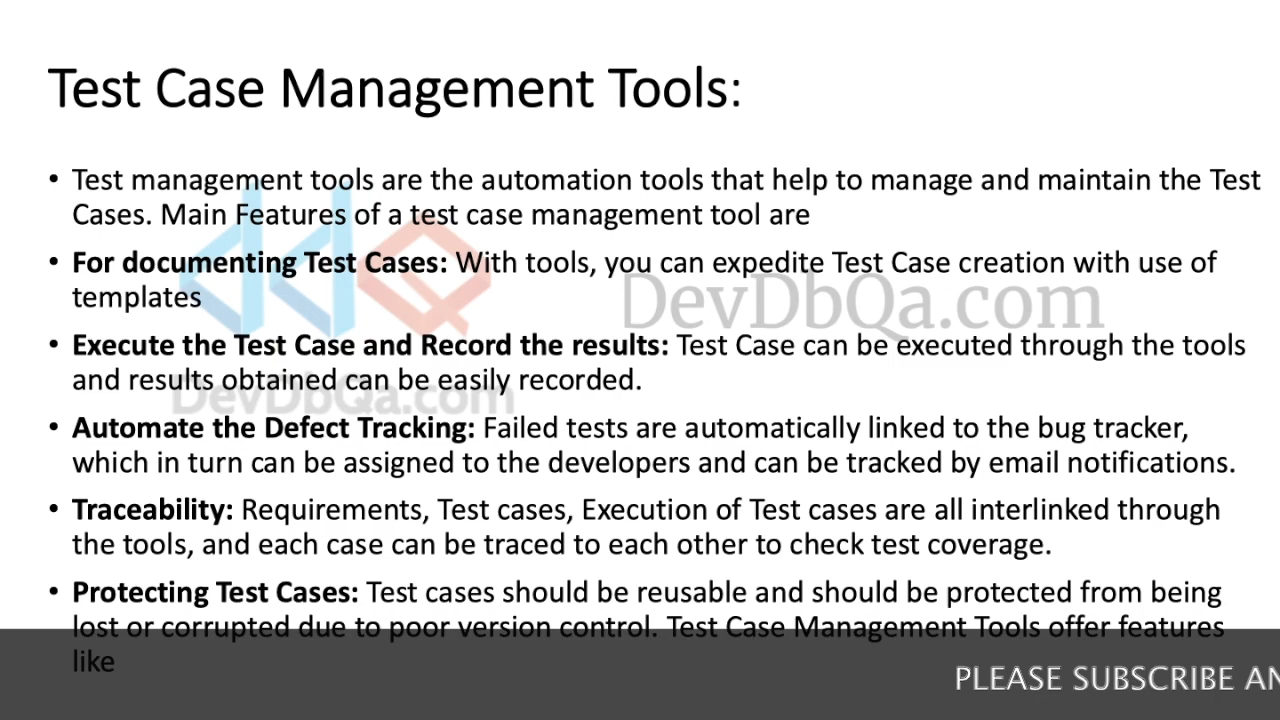 Test Case Management Tools:
• Test management tools are the automation tools that help to manage and maintain the Test
Cases. Main Features of a test case management tool are
• For documenting Test Cases: With tools, you can expedite Test Case creation with use of
templates
• Execute the Test Case and Record the results: Test Case can be executed through the tools
and results obtained can be easily recorded.
• Automate the Defect Tracking: Failed tests are automatically linked to the bug tracker,
which in turn can be assigned to the developers and can be tracked by email notifications.
• Traceability: Requirements, Test cases, Execution of Test cases are all interlinked through
the tools, and each case can be traced to each other to check test coverage.
• Protecting Test Cases: Test cases should be reusable and should be protected from being
lost or corrupted due to poor version control. Test Case Management Tools offer features
like
DevDbQa.com
DevDbQa.com
PLEASE SUBSCRIBE AN